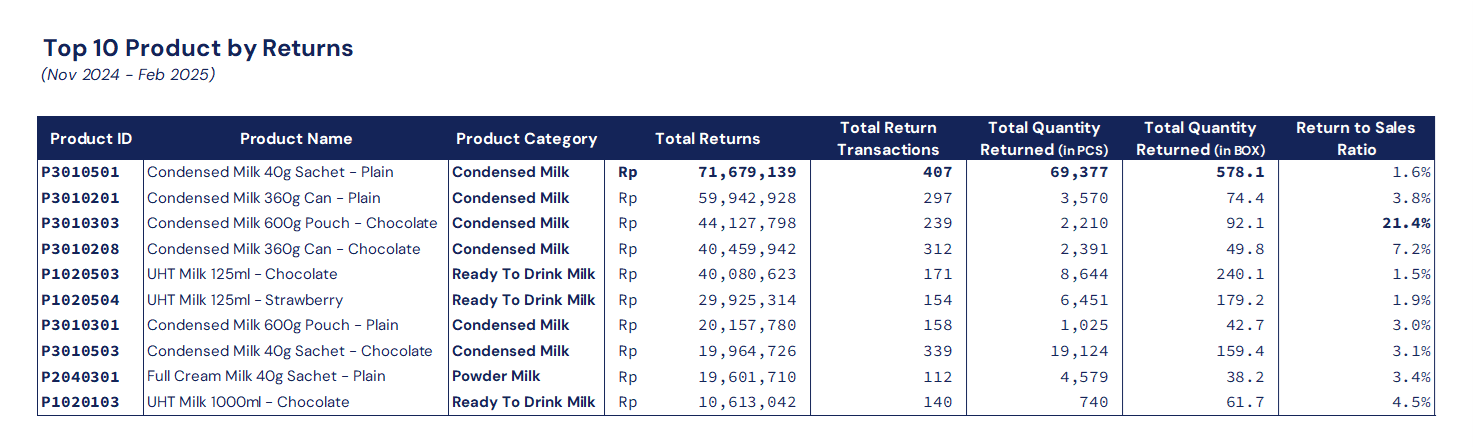 Top 10 Product by Returns
(Nov 2024 - Feb 2025)
Product ID Product Name Product Category Total Returns Total Return Transactions Total Quantity Returned (in PCS) Total Quantity Returned (in BOX) Return to Sales Ratio
P3010501 Condensed Milk 40g Sachet - Plain Condensed Milk Rp 71,679,139 407 69,377 578.1 1.6%
P3010201 Condensed Milk 360g Can - Plain Condensed Milk Rp 59,942,928 297 3,570 74.4 3.8%
P3010303 Condensed Milk 600g Pouch - Chocolate Condensed Milk Rp 44,127,798 239 2,210 92.1 21.4%
P3010208 Condensed Milk 360g Can - Chocolate Condensed Milk Rp 40,459,942 312 2,391 49.8 7.2%
P1020503 UHT Milk 125ml - Chocolate Ready To Drink Milk Rp 40,080,623 171 8,644 240.1 1.5%
P1020504 UHT Milk 125ml - Strawberry Ready To Drink Milk Rp 29,925,314 154 6,451 179.2 1.9%
P3010301 Condensed Milk 600g Pouch - Plain Condensed Milk Rp 20,157,780 158 1,025 42.7 3.0%
P3010503 Condensed Milk 40g Sachet - Chocolate Condensed Milk Rp 19,964,726 339 19,124 159.4 3.1%
P2040301 Full Cream Milk 40g Sachet - Plain Powder Milk Rp 19,601,710 112 4,579 38.2 3.4%
P1020103 UHT Milk 1000ml - Chocolate Ready To Drink Milk Rp 10,613,042 140 740 61.7 4.5%